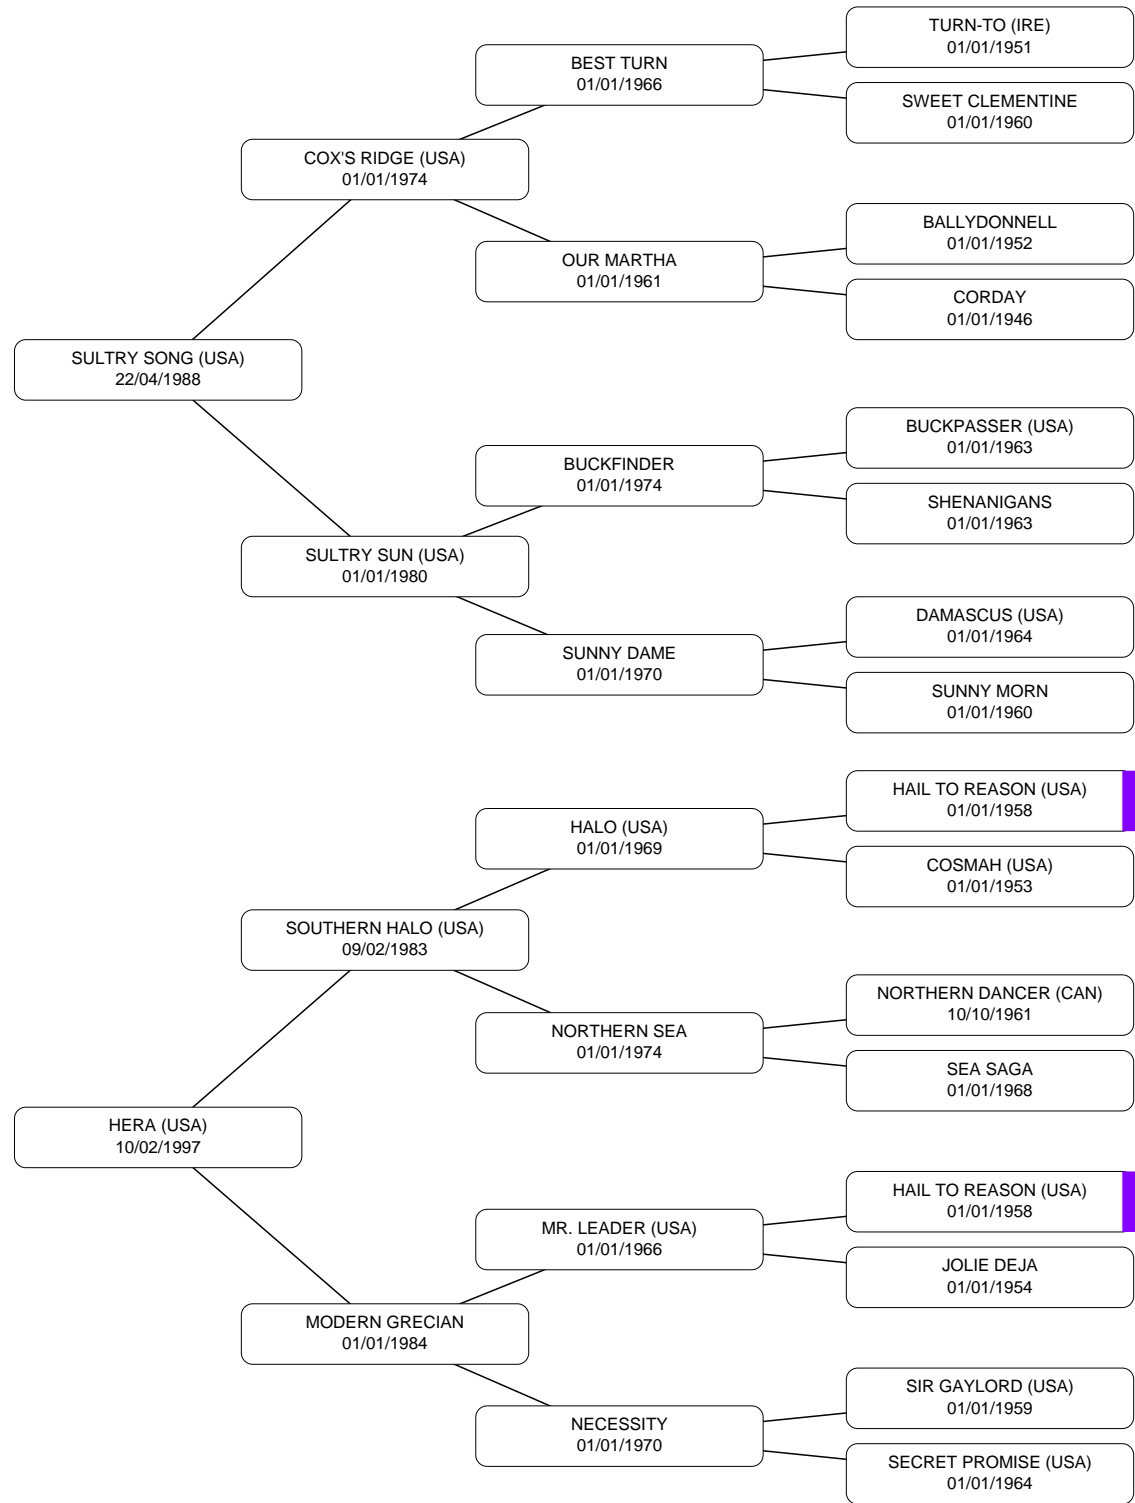 TURN-TO (IRE)
01/01/1951
BEST TURN
01/01/1966
SWEET CLEMENTINE
01/01/1960
COX'S RIDGE (USA)
01/01/1974
BALLYDONNELL
01/01/1952
OUR MARTHA
01/01/1961
CORDAY
01/01/1946
SULTRY SONG (USA)
22/04/1988
BUCKPASSER (USA)
01/01/1963
BUCKFINDER
01/01/1974
SHENANIGANS
01/01/1963
SULTRY SUN (USA)
01/01/1980
DAMASCUS (USA)
01/01/1964
SUNNY DAME
01/01/1970
SUNNY MORN
01/01/1960
HAIL TO REASON (USA)
01/01/1958
HALO (USA)
01/01/1969
COSMAH (USA)
01/01/1953
SOUTHERN HALO (USA)
09/02/1983
NORTHERN DANCER (CAN)
10/10/1961
NORTHERN SEA
01/01/1974
SEA SAGA
01/01/1968
HERA (USA)
10/02/1997
HAIL TO REASON (USA)
01/01/1958
MR. LEADER (USA)
01/01/1966
JOLIE DEJA
01/01/1954
MODERN GRECIAN
01/01/1984
SIR GAYLORD (USA)
01/01/1959
NECESSITY
01/01/1970
SECRET PROMISE (USA)
01/01/1964